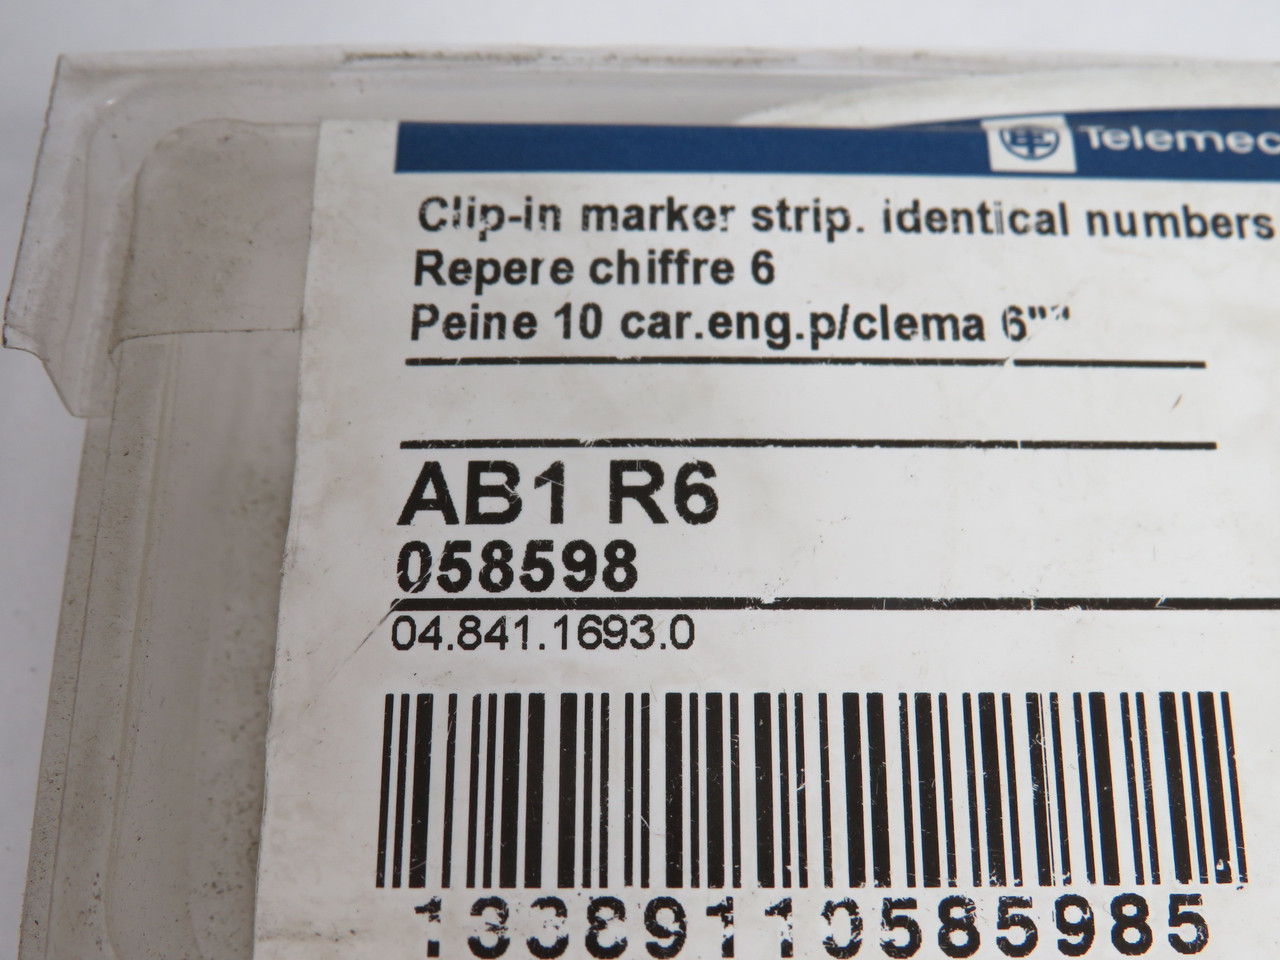 Telemec
Clip-in marker strip. identical numbers
Repere chiffre 6
Peine 10 car.eng.p/clema 6"""
AB1 R6
058598
04.841.1693.0
13389110585985